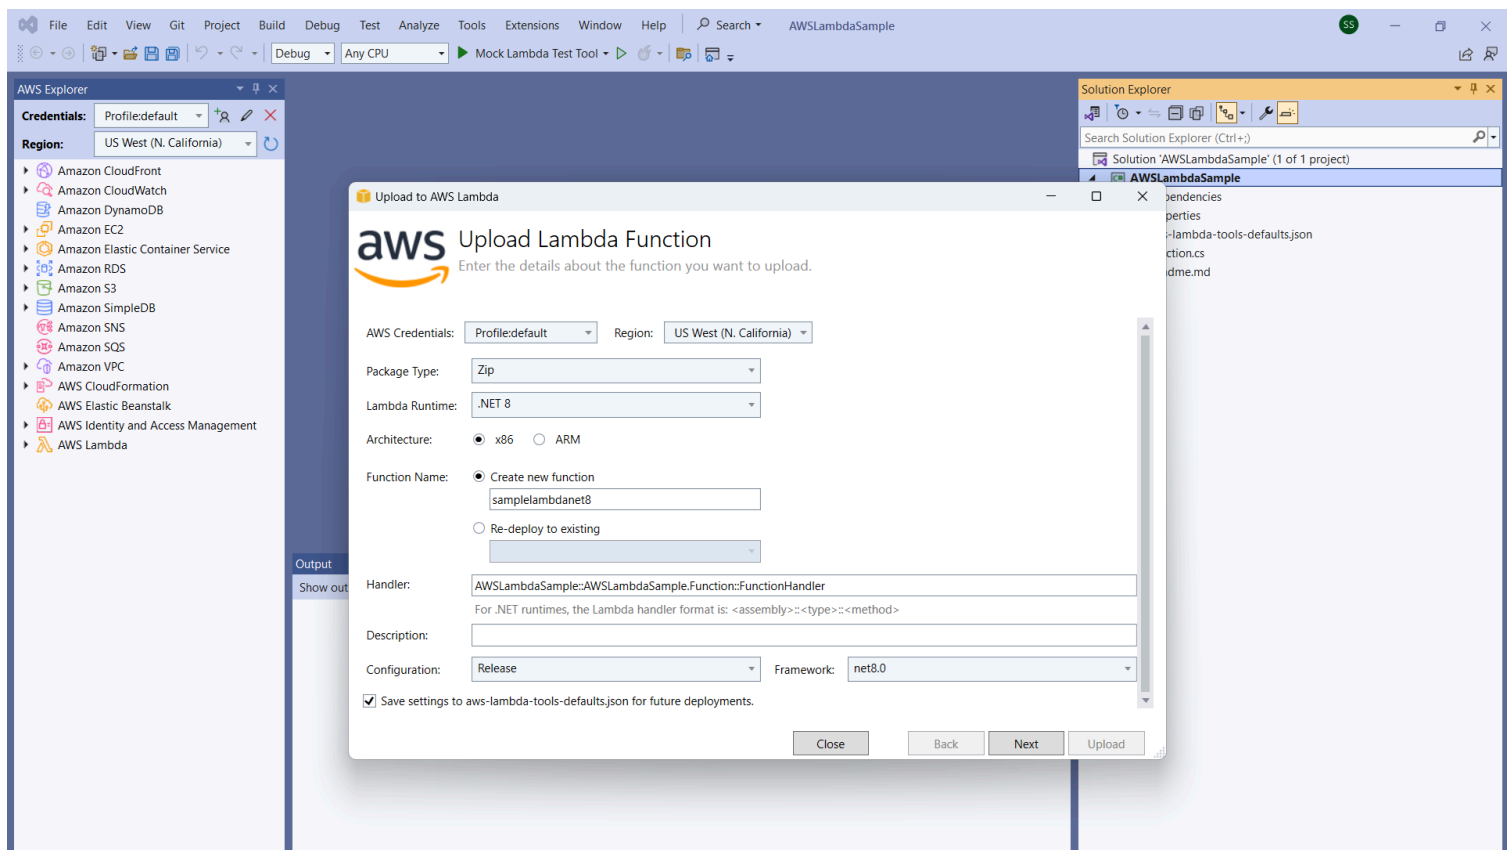 File Edit View Git Project Build Debug Test Analyze Tools Extensions Window Help Search AWSLambdaSample SS
Debug Any CPU Mock Lambda Test Tool
AWS Explorer
Credentials: Profile:default
Region: US West (N. California)
Amazon CloudFront
Amazon CloudWatch
Amazon DynamoDB
Amazon EC2
Amazon Elastic Container Service
Amazon RDS
Amazon S3
Amazon SimpleDB
Amazon SNS
Amazon SQS
Amazon VPC
AWS CloudFormation
AWS Elastic Beanstalk
AWS Identity and Access Management
AWS Lambda
Output
Show out
Upload to AWS Lambda
aws
Upload Lambda Function
Enter the details about the function you want to upload.
AWS Credentials: Profile:default Region: US West (N. California)
Package Type: Zip
Lambda Runtime: .NET 8
Architecture: x86 ARM
Function Name: Create new function
samplelambdanet8
Re-deploy to existing
Handler: AWSLambdaSample::AWSLambdaSample.Function::FunctionHandler
For .NET runtimes, the Lambda handler format is: <assembly>::<type>::<method>
Description:
Configuration: Release Framework: net8.0
Save settings to aws-lambda-tools-defaults.json for future deployments.
Close Back Next Upload
Solution Explorer
Search Solution Explorer (Ctrl+;)
Solution 'AWSLambdaSample' (1 of 1 project)
C# AWSLambdaSample
pendencies
perties
s-lambda-tools-defaults.json
ction.cs
dme.md